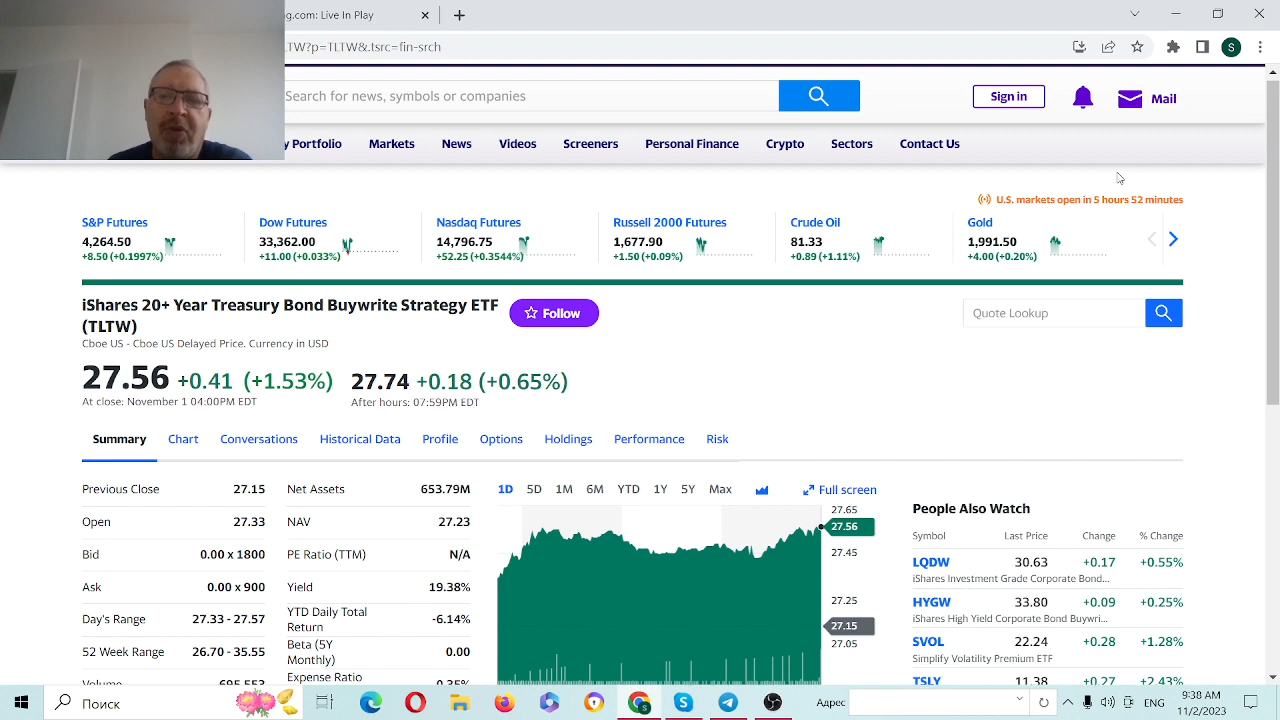 og.com: Live in Play
LTW?p=TLTW&.tsrc=fin-srch
S
Search for news, symbols or companies
Sign in
Mail
y Portfolio
Markets
News
Videos
Screeners
Personal Finance
Crypto
Sectors
Contact Us
U.S. markets open in 5 hours 52 minutes
S&P Futures
4,264.50
+8.50 (+0.1997%)
Dow Futures
33,362.00
+11.00 (+0.033%)
Nasdaq Futures
14,796.75
+52.25 (+0.3544%)
Russell 2000 Futures
1,677.90
+1.50 (+0.09%)
Crude Oil
81.33
+0.89 (+1.11%)
Gold
1,991.50
+4.00 (+0.20%)
iShares 20+ Year Treasury Bond Buywrite Strategy ETF
(TLTW)
Follow
Quote Lookup
Cboe US - Cboe US Delayed Price. Currency in USD
27.56 +0.41 (+1.53%)
At close: November 1 04:00PM EDT
27.74 +0.18 (+0.65%)
After hours: 07:59PM EDT
Summary
Chart
Conversations
Historical Data
Profile
Options
Holdings
Performance
Risk
Previous Close 27.15
Open 27.33
Bid 0.00 x 1800
Ask 0.00 x 900
Day's Range 27.33 - 27.57
52 Week Range 26.70 - 35.55
Volume 695,553
Net Assets 653.79M
NAV 27.23
PE Ratio (TTM) N/A
Yield 19.38%
YTD Daily Total
Return -6.14%
Beta (5Y
Monthly) 0.00
Expense Ratio 0.35%
1D 5D 1M 6M YTD 1Y 5Y Max
Full screen
27.65
27.56
27.45
27.25
27.15
27.05
People Also Watch
Symbol Last Price Change % Change
LQDW 30.63 +0.17 +0.55%
iShares Investment Grade Corporate Bond...
HYGW 33.80 +0.09 +0.25%
iShares High Yield Corporate Bond Buywri...
SVOL 22.24 +0.28 +1.28%
Simplify Volatility Premium ETF
TSLY 11.38 +0.27 +2.43%
Поиск
Адрес
ENG
9:38 AM
11/2/2023